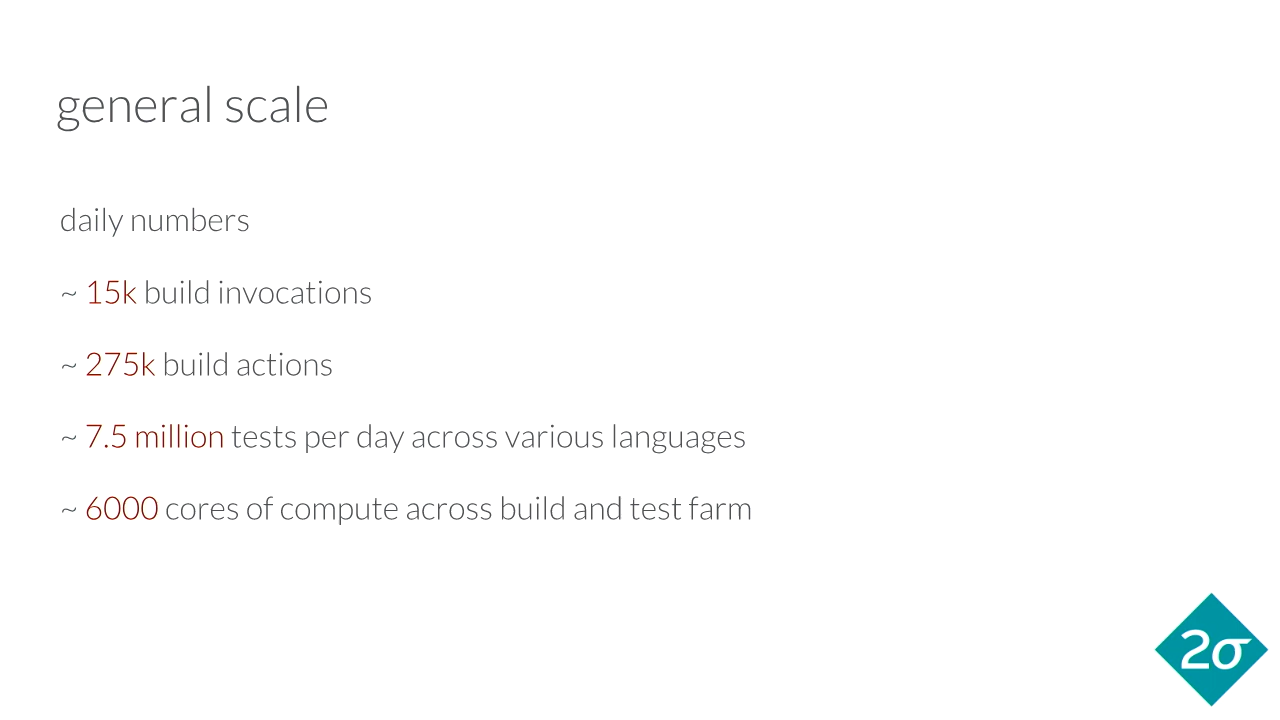 general scale
daily numbers
~ 15k build invocations
~ 275k build actions
~ 7.5 million tests per day across various languages
~ 6000 cores of compute across build and test farm
2σ